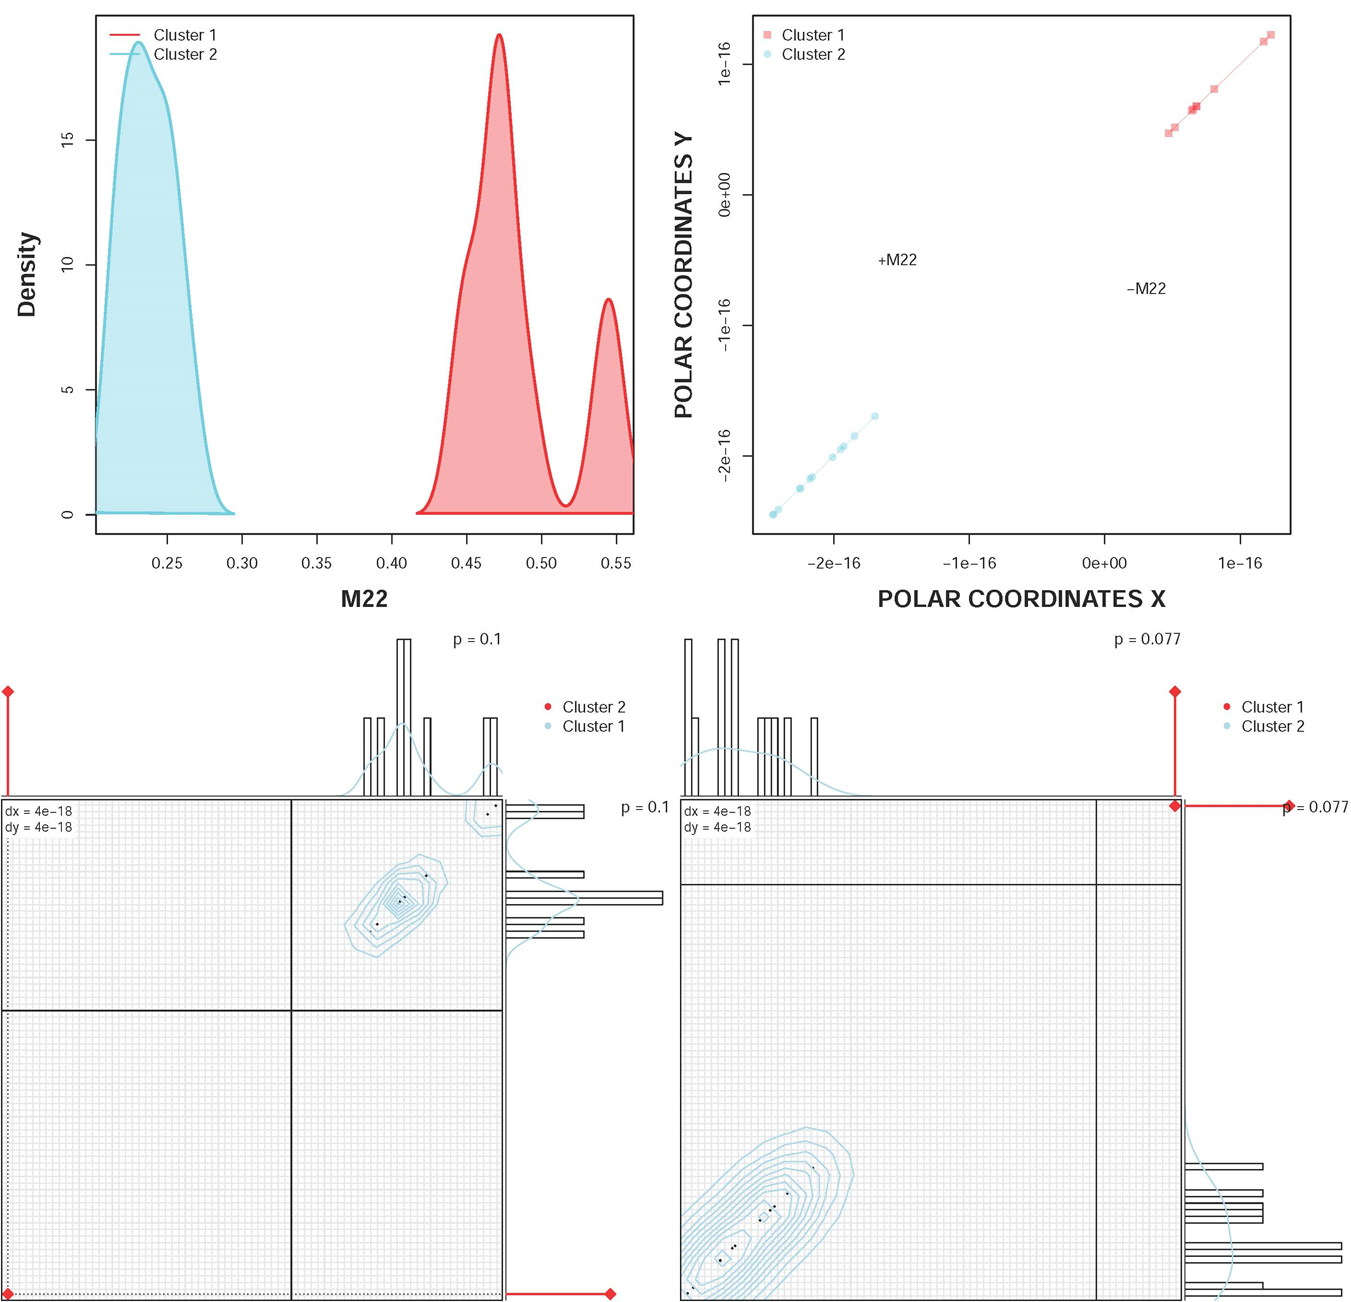 Cluster 1
Cluster 2
Density
0
5
10
15
0.25 0.30 0.35 0.40 0.45 0.50 0.55
M22
Cluster 1
Cluster 2
POLAR COORDINATES Y
1e−16
0e+00
−1e−16
−2e−16
+M22
−M22
−2e−16 −1e−16 0e+00 1e−16
POLAR COORDINATES X
p = 0.1
Cluster 2
Cluster 1
dx = 4e−18
dy = 4e−18
p = 0.1
p = 0.077
Cluster 1
Cluster 2
dx = 4e−18
dy = 4e−18
p = 0.077